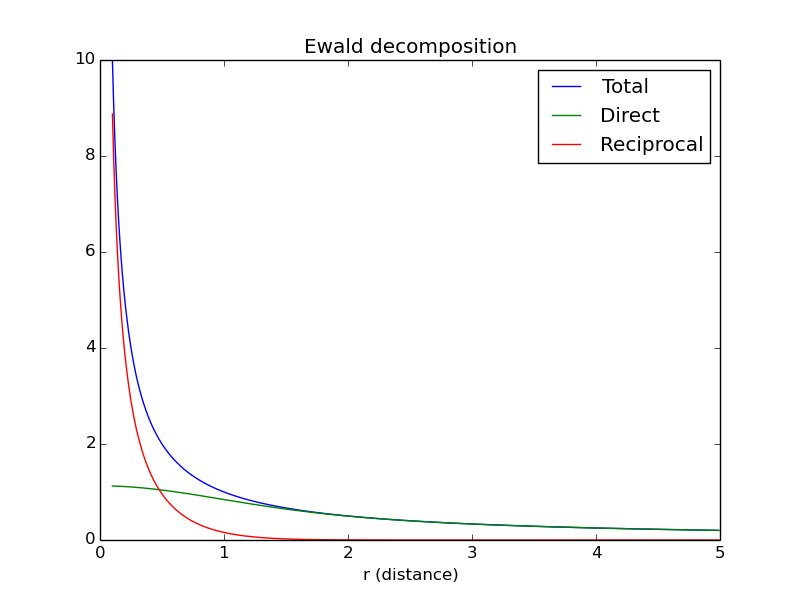 Ewald decomposition
Total
Direct
Reciprocal
10
8
6
4
2
0
0 1 2 3 4 5
r (distance)